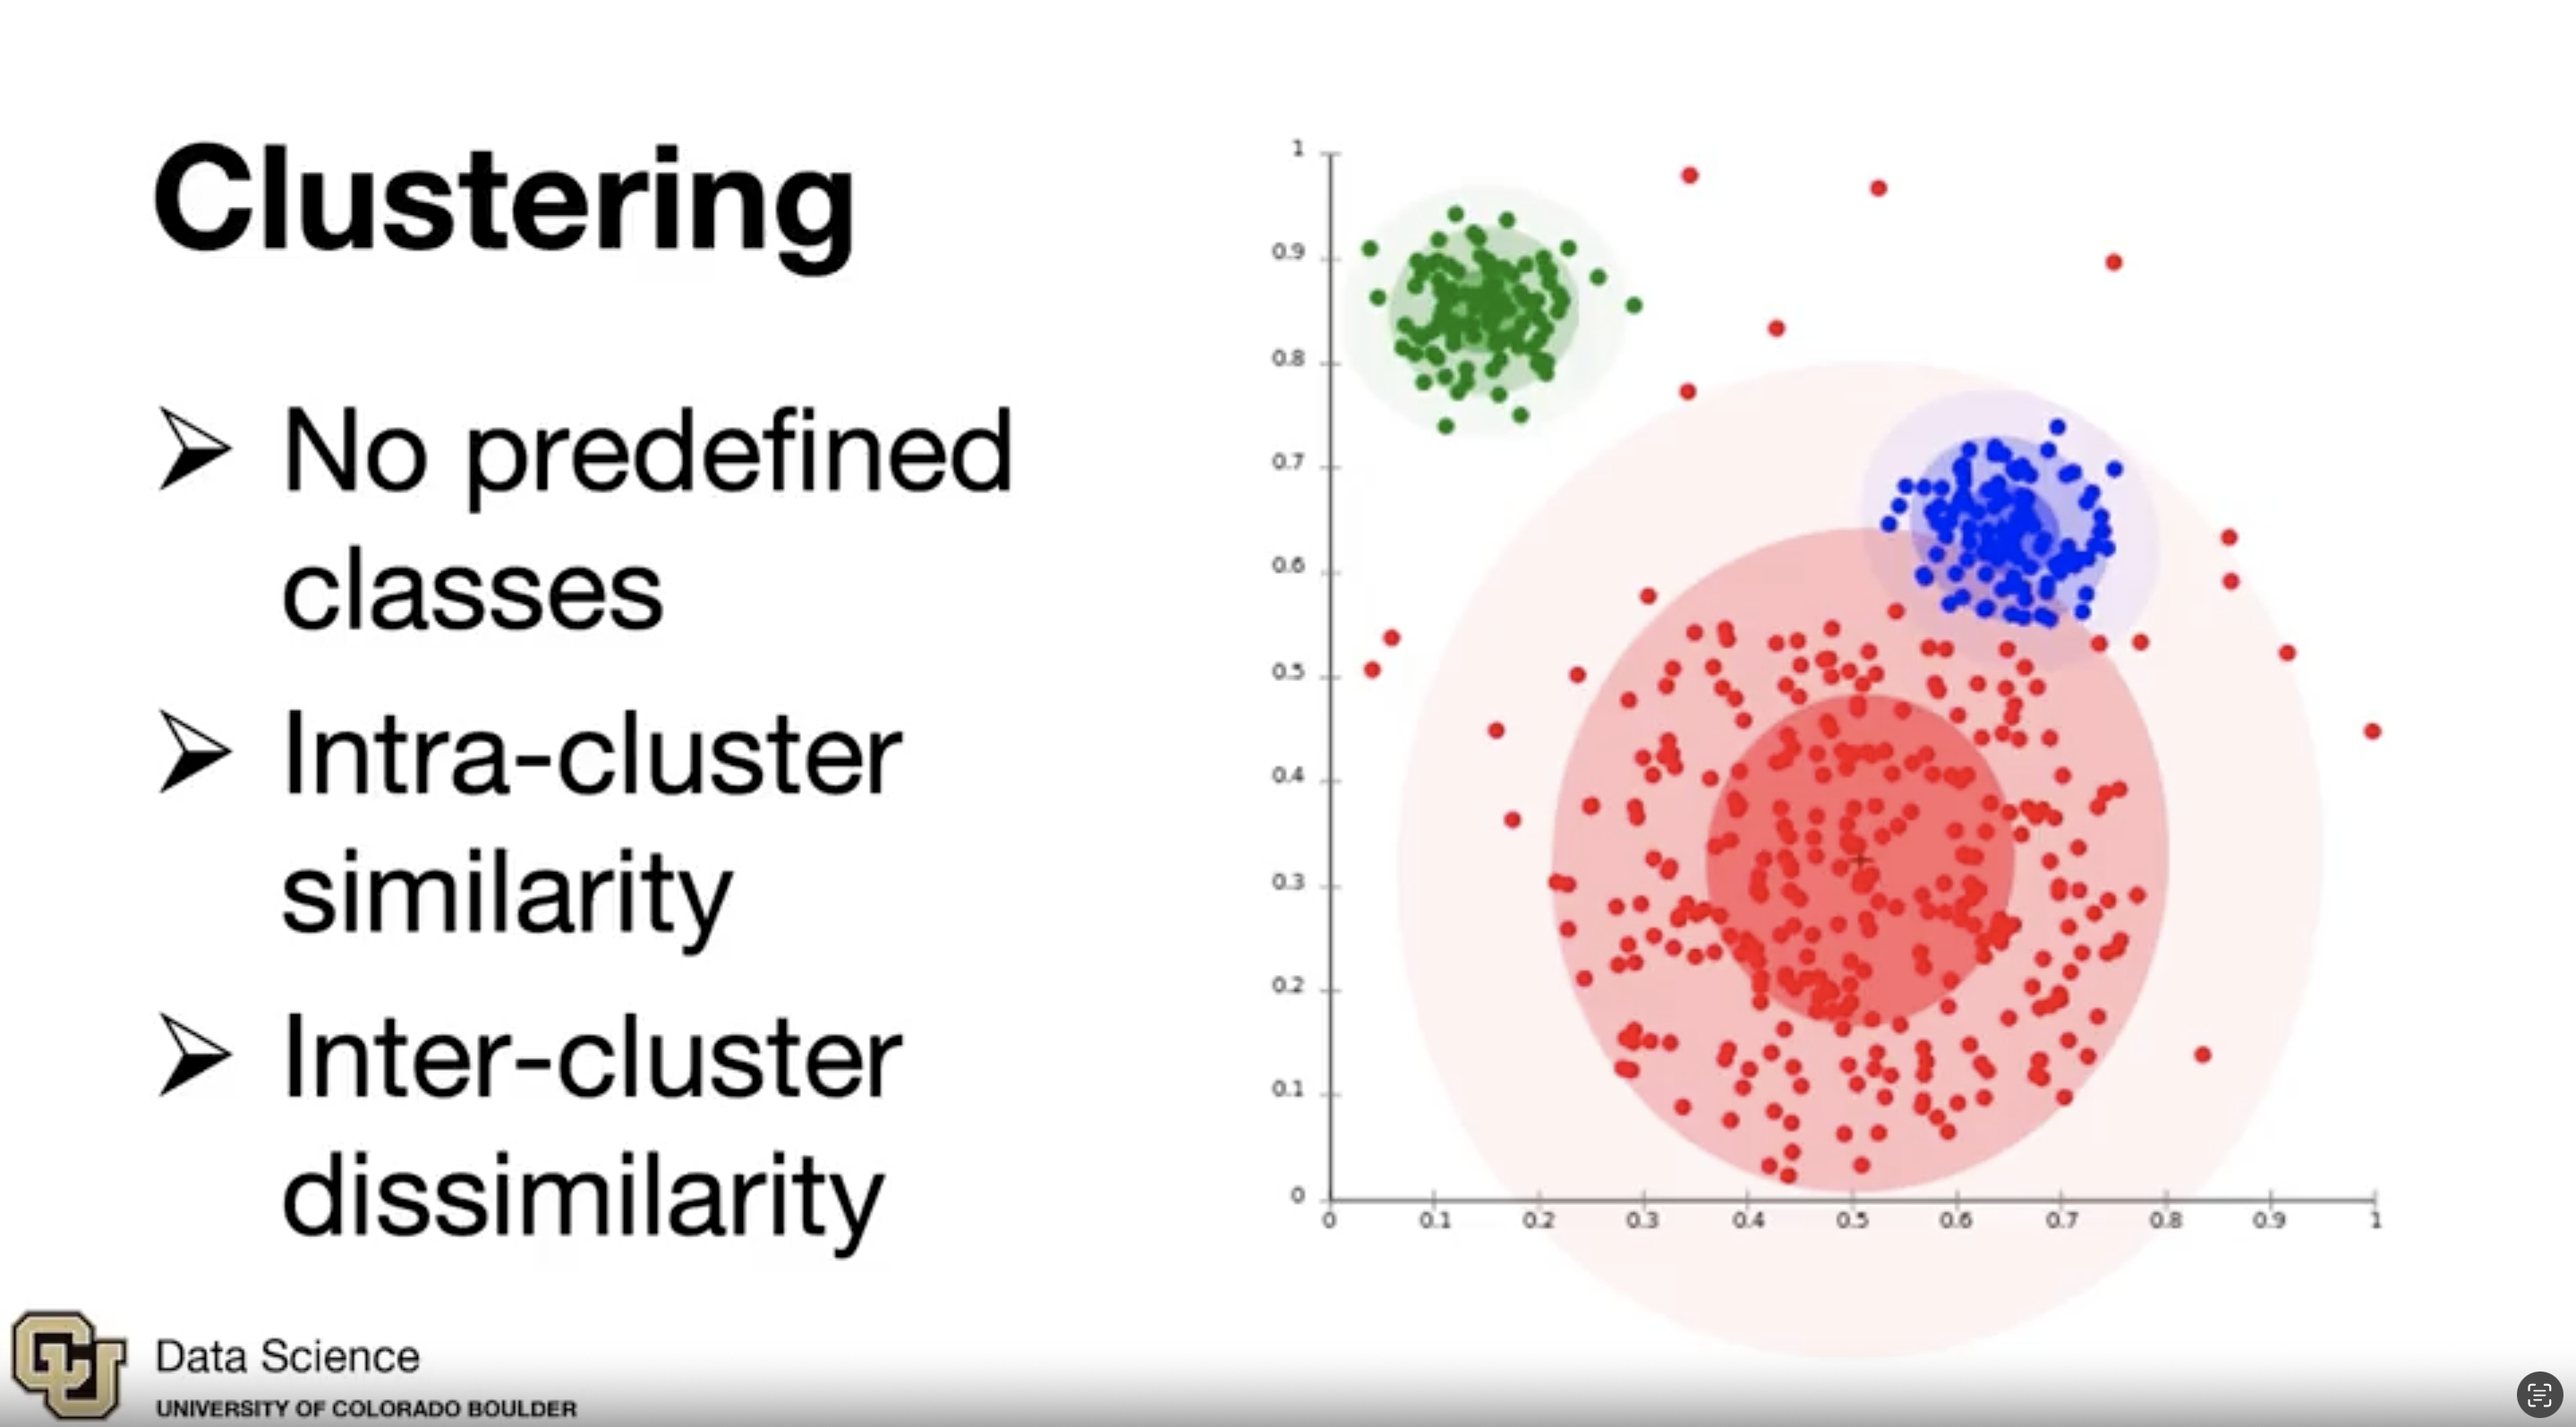 Clustering
➢ No predefined
classes
➢ Intra-cluster
similarity
➢ Inter-cluster
dissimilarity
1
0.9
0.8
0.7
0.6
0.5
0.4
0.3
0.2
0.1
0
0 0.1 0.2 0.3 0.4 0.5 0.6 0.7 0.8 0.9 1
CU
Data Science
UNIVERSITY OF COLORADO BOULDER